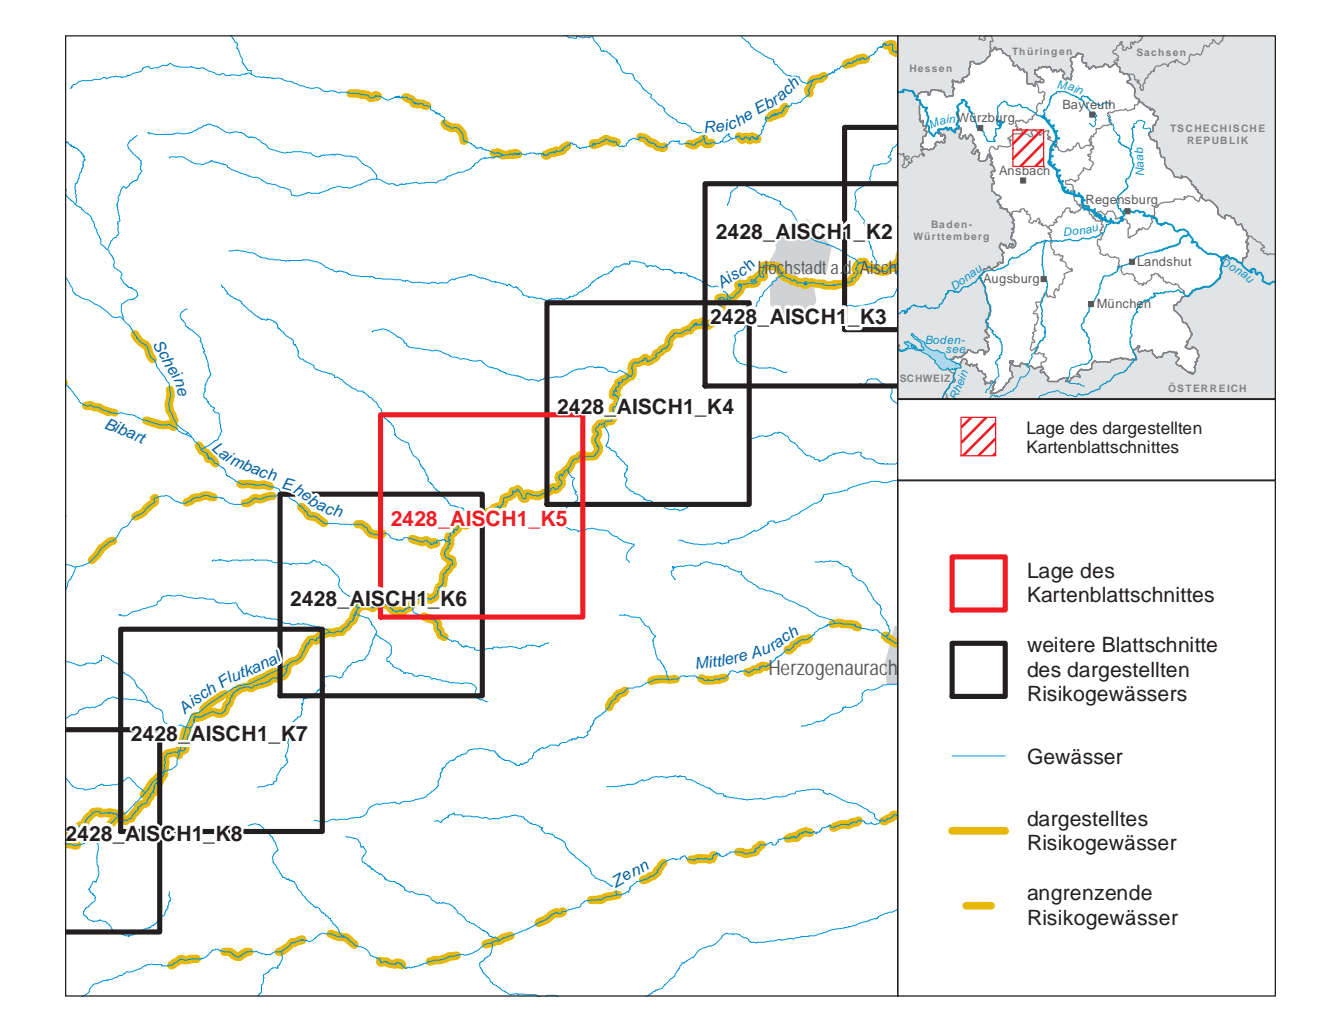 Reiche Ebrach
2428_AISCH1_K2
Aisch
Höchstadt a.d. Aisch
2428_AISCH1_K3
Scheine
Bibart
2428_AISCH1_K4
Laimbach
Ehebach
2428_AISCH1_K5
2428_AISCH1_K6
Mittlere Aurach
Herzogenaurach
Aisch Flutkanal
2428_AISCH1_K7
2428_AISCH1_K8
Zenn
Thüringen
Sachsen
Hessen
Main
Bayreuth
Main
Würzburg
TSCHECHISCHE
REPUBLIK
Naab
Ansbach
Regensburg
Baden-
Württemberg
Donau
Landshut
Donau
Donau
Augsburg
München
Boden-
see
SCHWEIZ
Rhein
ÖSTERREICH
Lage des dargestellten
Kartenblattschnittes
Lage des
Kartenblattschnittes
weitere Blattschnitte
des dargestellten
Risikogewässers
Gewässer
dargestelltes
Risikogewässer
angrenzende
Risikogewässer